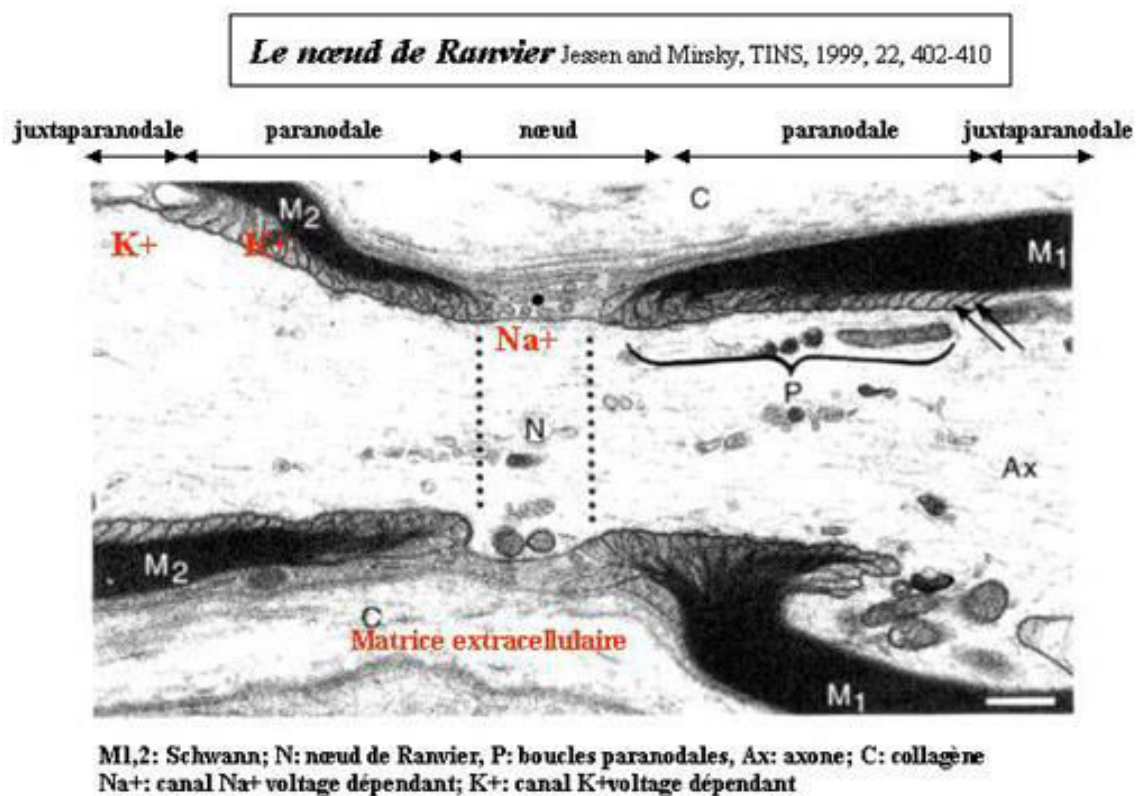 Le nœud de Ranvier Jessen and Mirsky, TINS, 1999, 22, 402-410
juxtaparanodale paranodale nœud paranodale juxtaparanodale
C
M2
K+ K+
M1
Na+
P
N
Ax
M2
C
Matrice extracellulaire
M1
M1,2: Schwann; N: nœud de Ranvier, P: boucles paranodales, Ax: axone; C: collagène
Na+: canal Na+ voltage dépendant; K+: canal K+voltage dépendant